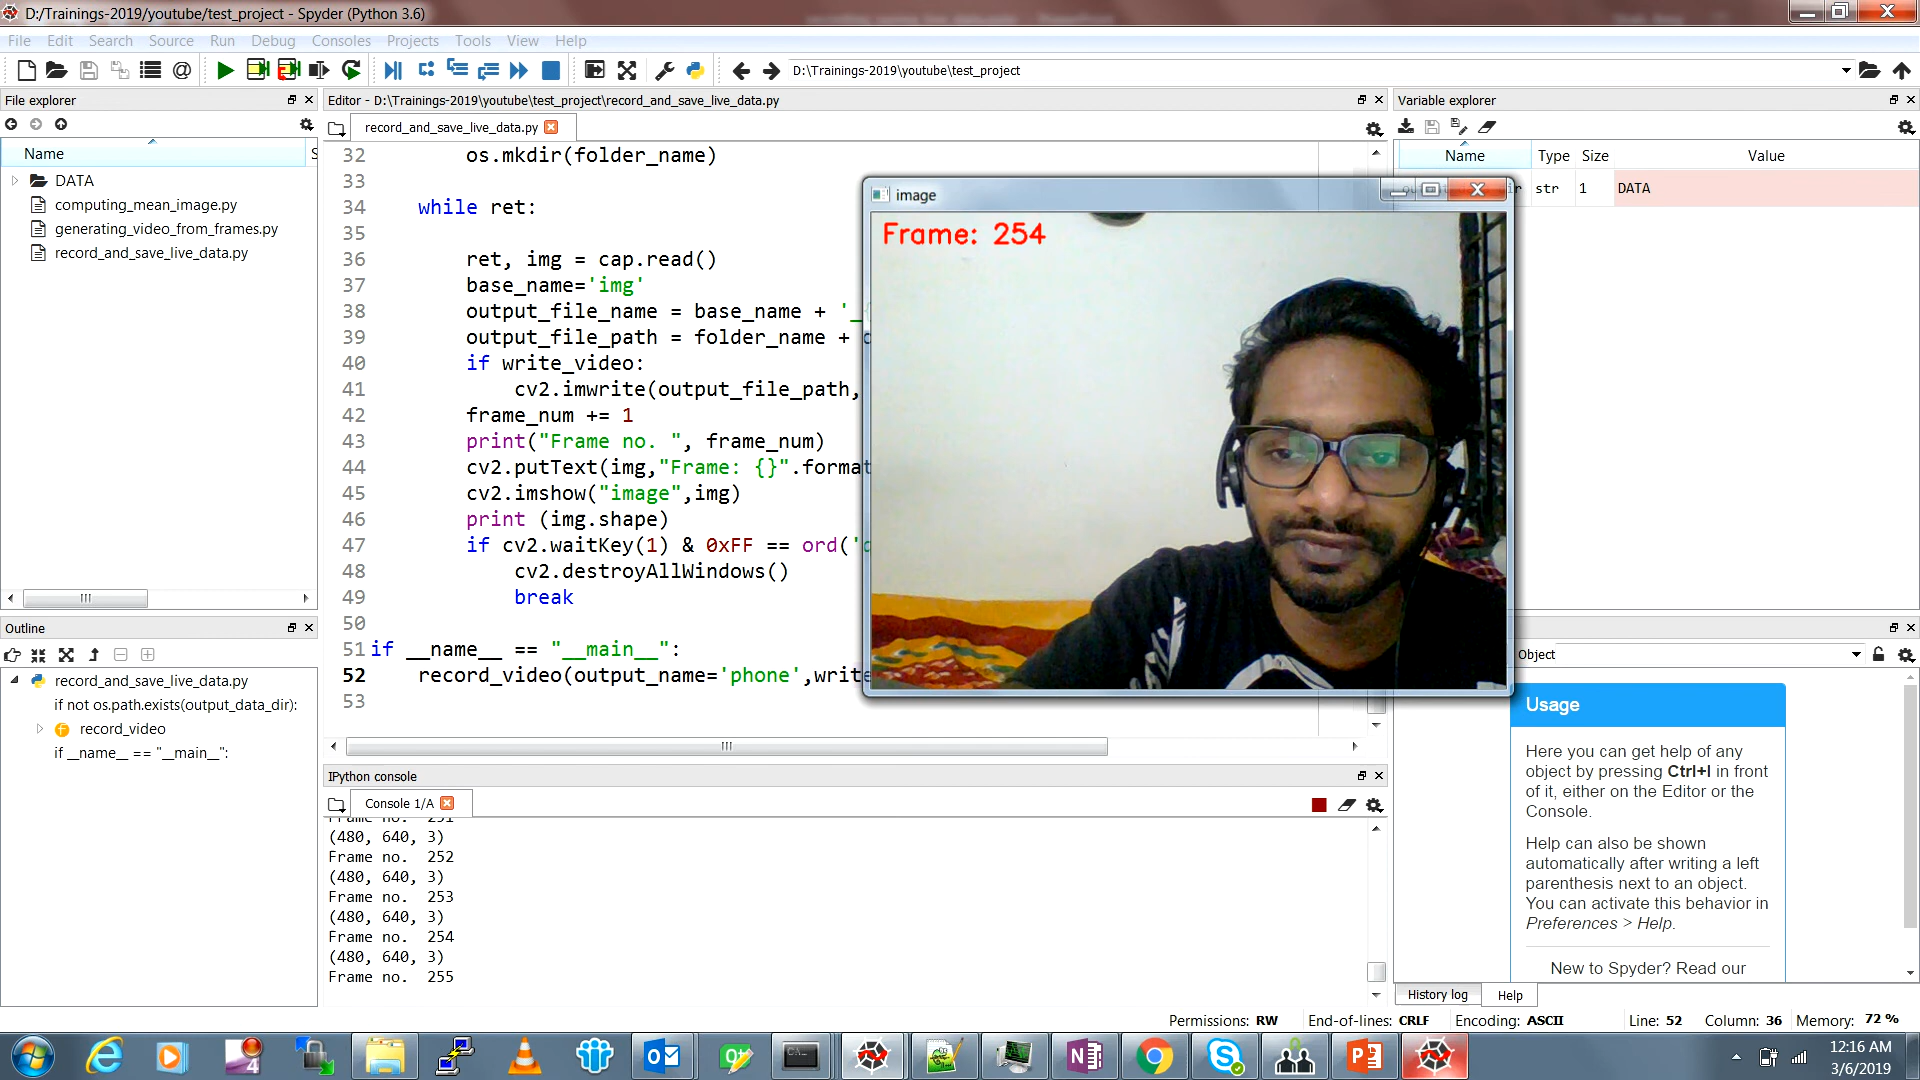 D:/Trainings-2019/youtube/test_project - Spyder (Python 3.6)
File Edit Search Source Run Debug Consoles Projects Tools View Help
D:\Trainings-2019\youtube\test_project
File explorer
Name
S
DATA
computing_mean_image.py
generating_video_from_frames.py
record_and_save_live_data.py
Outline
record_and_save_live_data.py
if not os.path.exists(output_data_dir):
record_video
if __name__ == "__main__":
Editor - D:\Trainings-2019\youtube\test_project\record_and_save_live_data.py
record_and_save_live_data.py
32 os.mkdir(folder_name)
33
34 while ret:
35
36 ret, img = cap.read()
37 base_name='img'
38 output_file_name = base_name + '_
39 output_file_path = folder_name +
40 if write_video:
41 cv2.imwrite(output_file_path,
42 frame_num += 1
43 print("Frame no. ", frame_num)
44 cv2.putText(img,"Frame: {}".format
45 cv2.imshow("image",img)
46 print (img.shape)
47 if cv2.waitKey(1) & 0xFF == ord('
48 cv2.destroyAllWindows()
49 break
50
51 if __name__ == "__main__":
52 record_video(output_name='phone',write
53
image
Frame: 254
IPython console
Console 1/A
Frame no. 251
(480, 640, 3)
Frame no. 252
(480, 640, 3)
Frame no. 253
(480, 640, 3)
Frame no. 254
(480, 640, 3)
Frame no. 255
Variable explorer
Name Type Size Value
str 1 DATA
Object
Usage
Here you can get help of any
object by pressing Ctrl+I in front
of it, either on the Editor or the
Console.
Help can also be shown
automatically after writing a left
parenthesis next to an object.
You can activate this behavior in
Preferences > Help.
New to Spyder? Read our
History log Help
Permissions: RW End-of-lines: CRLF Encoding: ASCII Line: 52 Column: 36 Memory: 72 %
12:16 AM
3/6/2019